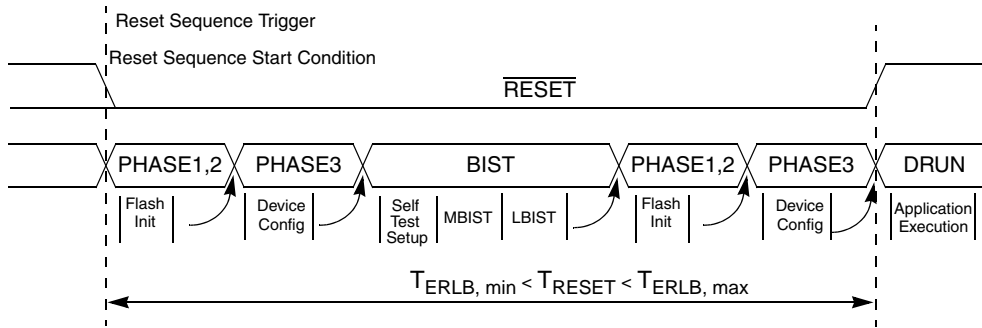 Reset Sequence Trigger
Reset Sequence Start Condition
RESET
PHASE1,2 PHASE3 BIST PHASE1,2 PHASE3 DRUN
Flash Init
Device Config
Self Test Setup
MBIST
LBIST
Flash Init
Device Config
Application Execution
TERLB, min < TRESET < TERLB, max